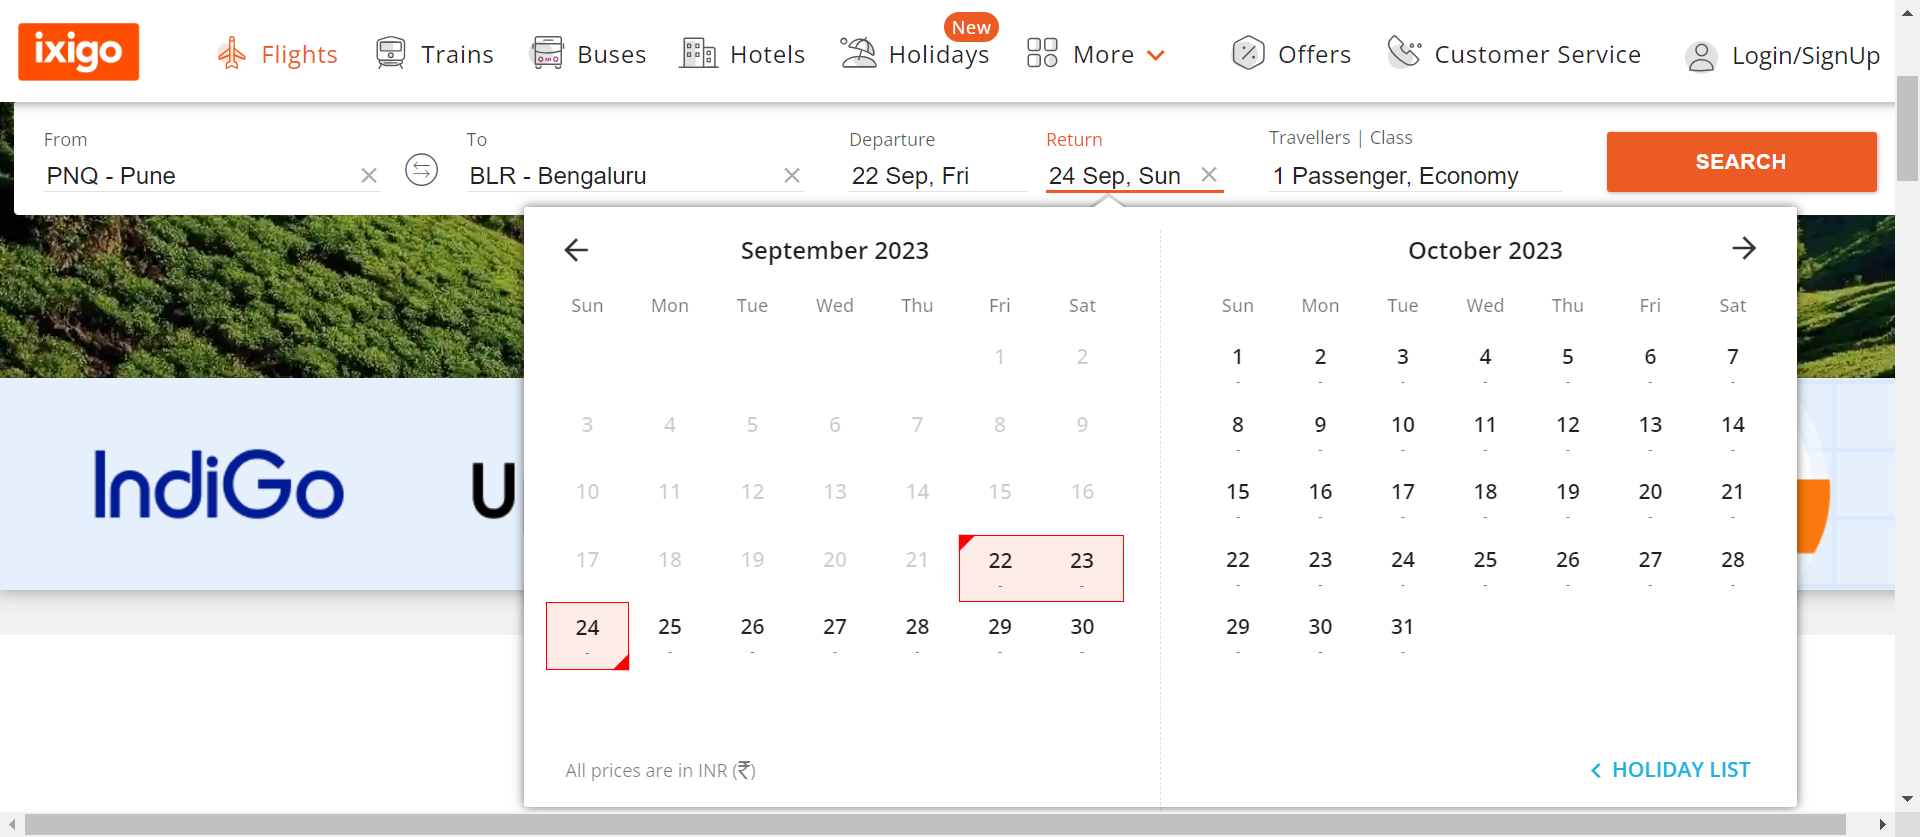 ixigo
Flights
Trains
Buses
Hotels
New
Holidays
More
Offers
Customer Service
Login/SignUp
From
PNQ - Pune
To
BLR - Bengaluru
Departure
22 Sep, Fri
Return
24 Sep, Sun
Travellers | Class
1 Passenger, Economy
SEARCH
September 2023
Sun Mon Tue Wed Thu Fri Sat
1 2
3 4 5 6 7 8 9
10 11 12 13 14 15 16
17 18 19 20 21 22 23
- -
24 25 26 27 28 29 30
- - - - - - -
October 2023
Sun Mon Tue Wed Thu Fri Sat
1 2 3 4 5 6 7
- - - - - - -
8 9 10 11 12 13 14
- - - - - - -
15 16 17 18 19 20 21
- - - - - - -
22 23 24 25 26 27 28
- - - - - - -
29 30 31
- - -
All prices are in INR (₹)
HOLIDAY LIST
IndiGo
U